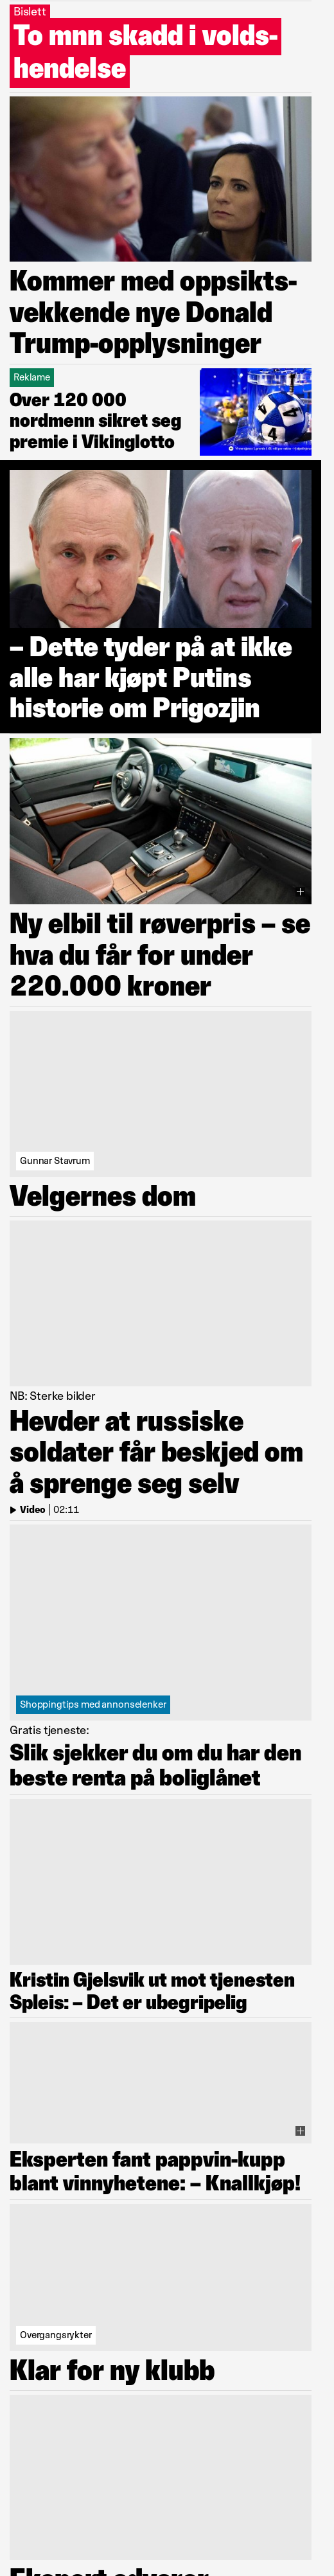 Bislett
To mnn skadd i volds-
hendelse
Kommer med oppsikts-
vekkende nye Donald
Trump-opplysninger
Reklame
Over 120 000
nordmenn sikret seg
premie i Vikinglotto
– Dette tyder på at ikke
alle har kjøpt Putins
historie om Prigozjin
Ny elbil til røverpris – se
hva du får for under
220.000 kroner
Gunnar Stavrum
Velgernes dom
NB: Sterke bilder
Hevder at russiske
soldater får beskjed om
å sprenge seg selv
Video | 02:11
Shoppingtips med annonselenker
Gratis tjeneste:
Slik sjekker du om du har den
beste renta på boliglånet
Kristin Gjelsvik ut mot tjenesten
Spleis: – Det er ubegripelig
Eksperten fant pappvin-kupp
blant vinnyhetene: – Knallkjøp!
Overgangsrykter
Klar for ny klubb